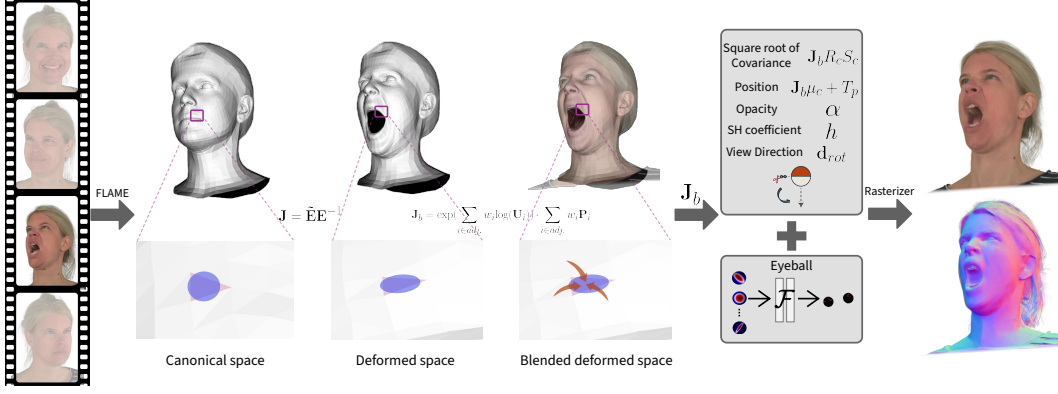 FLAME
J = ẼE⁻¹
J_b = exp(∑_{i∈adj.} w_i log(U_i)) · ∑_{i∈adj.} w_i P_i
Canonical space
Deformed space
Blended deformed space
J_b
Square root of
Covariance J_b R_c S_c
Position J_b μ_c + T_p
Opacity α
SH coefficient h
View Direction d_rot
Eyeball
F
Rasterizer